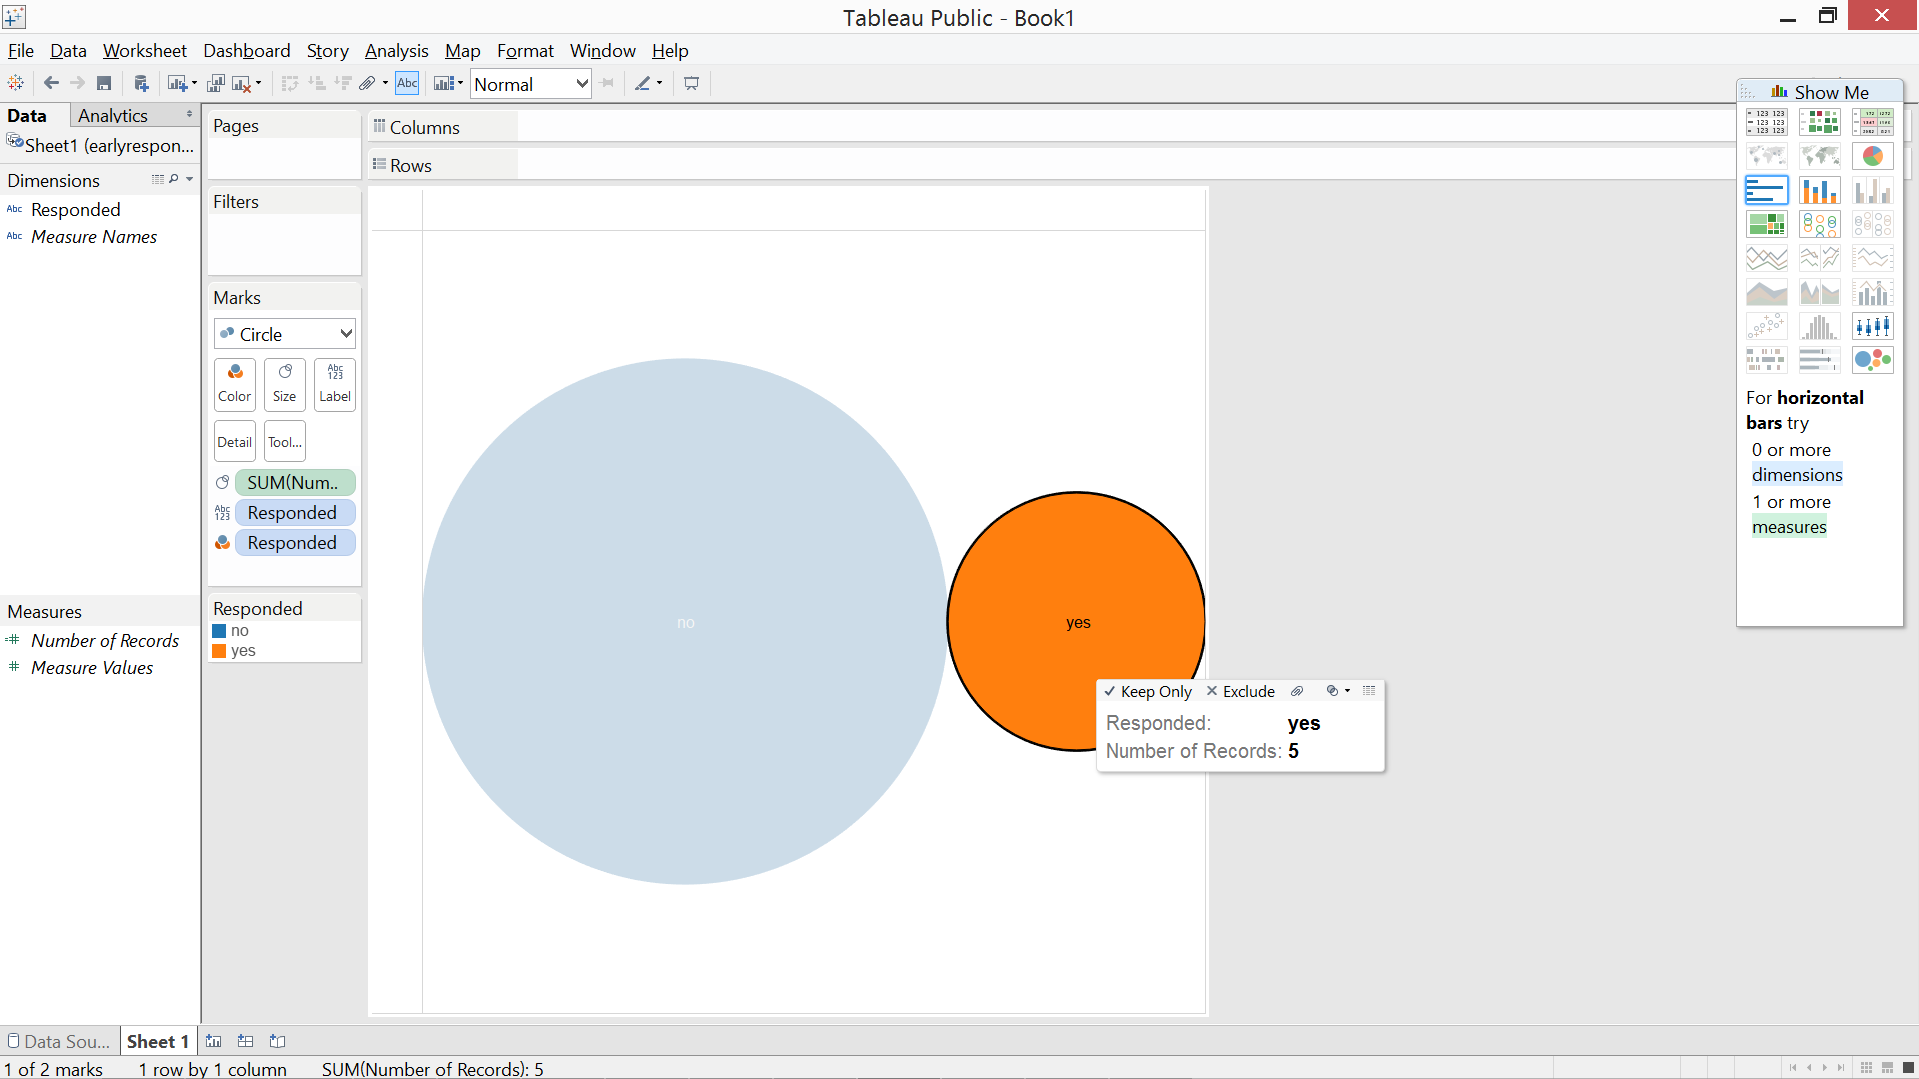 Tableau Public - Book1
File Data Worksheet Dashboard Story Analysis Map Format Window Help
Abc Normal
Data Analytics
Sheet1 (earlyrespon...
Dimensions
Abc Responded
Abc Measure Names
Measures
Number of Records
Measure Values
Pages
Filters
Marks
Circle
Color Size Abc 123 Label
Detail Tool...
SUM(Num..
Abc 123 Responded
Responded
Responded
no
yes
Columns
Rows
no
yes
Keep Only Exclude
Responded: yes
Number of Records: 5
Show Me
For horizontal
bars try
0 or more
dimensions
1 or more
measures
Data Sou... Sheet 1
1 of 2 marks 1 row by 1 column SUM(Number of Records): 5